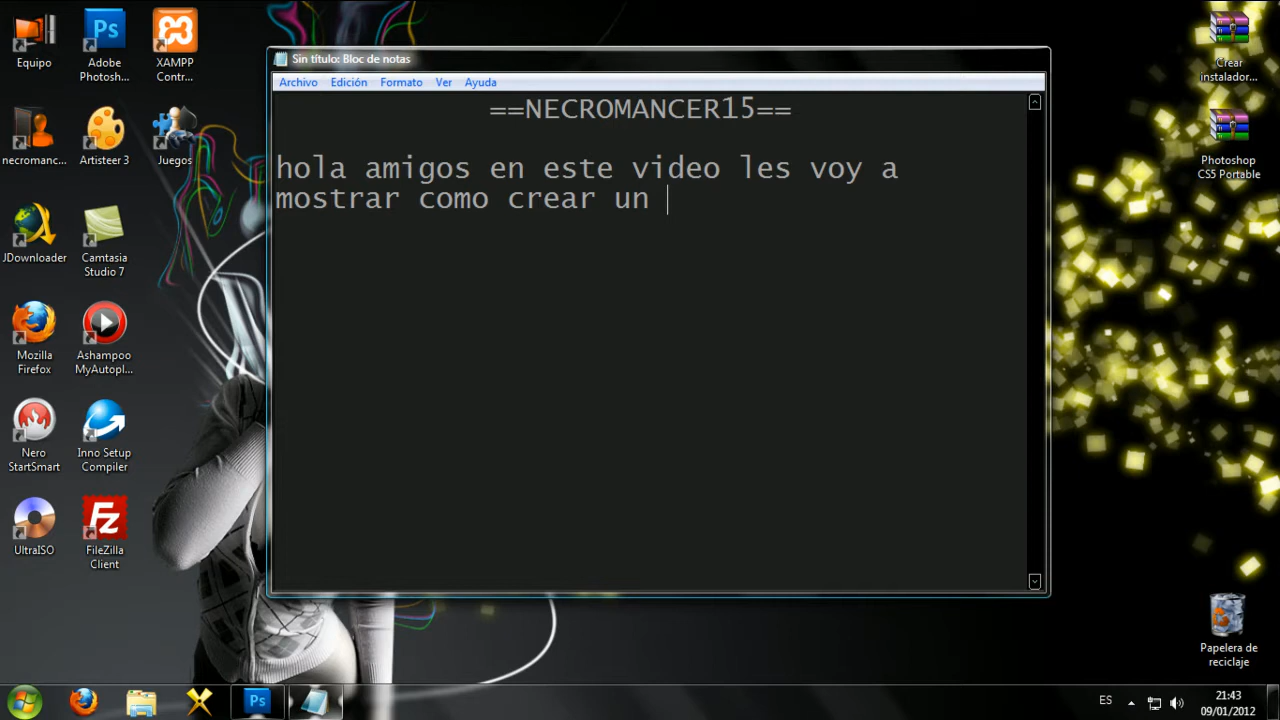 Equipo
Adobe
Photosh...
XAMPP
Contr...
necromanc...
Artisteer 3
Juegos
JDownloader
Camtasia
Studio 7
Mozilla
Firefox
Ashampoo
MyAutopl...
Nero
StartSmart
Inno Setup
Compiler
UltraISO
FileZilla
Client
Sin título: Bloc de notas
Archivo Edición Formato Ver Ayuda
==NECROMANCER15==
hola amigos en este video les voy a
mostrar como crear un
Crear
instalador...
Photoshop
CS5 Portable
Papelera de
reciclaje
Ps
Fz
Ps
ES
21:43
09/01/2012